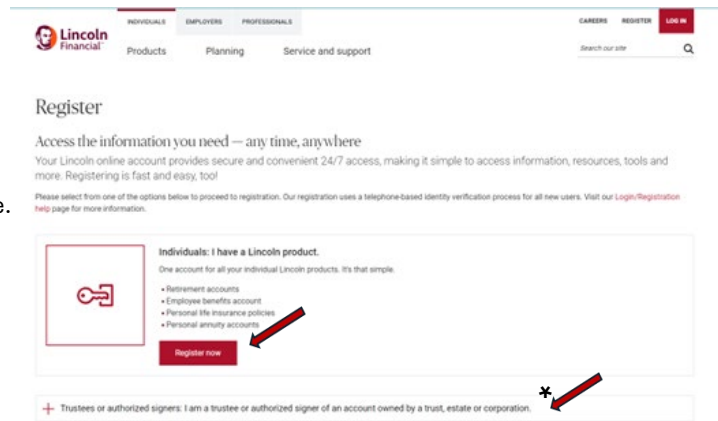 Lincoln
Financial
INDIVIDUALS EMPLOYERS PROFESSIONALS
CAREERS REGISTER LOG IN
Products Planning Service and support
Search our site
Register
Access the information you need — any time, anywhere
Your Lincoln online account provides secure and convenient 24/7 access, making it simple to access information, resources, tools and
more. Registering is fast and easy, too!
e.
Please select from one of the options below to proceed to registration. Our registration uses a telephone-based identity verification process for all new users. Visit our Login/Registration
help page for more information.
Individuals: I have a Lincoln product.
One account for all your individual Lincoln products. It's that simple.
• Retirement accounts
• Employee benefits account
• Personal life insurance policies
• Personal annuity accounts
Register now
*
+ Trustees or authorized signers: I am a trustee or authorized signer of an account owned by a trust, estate or corporation.